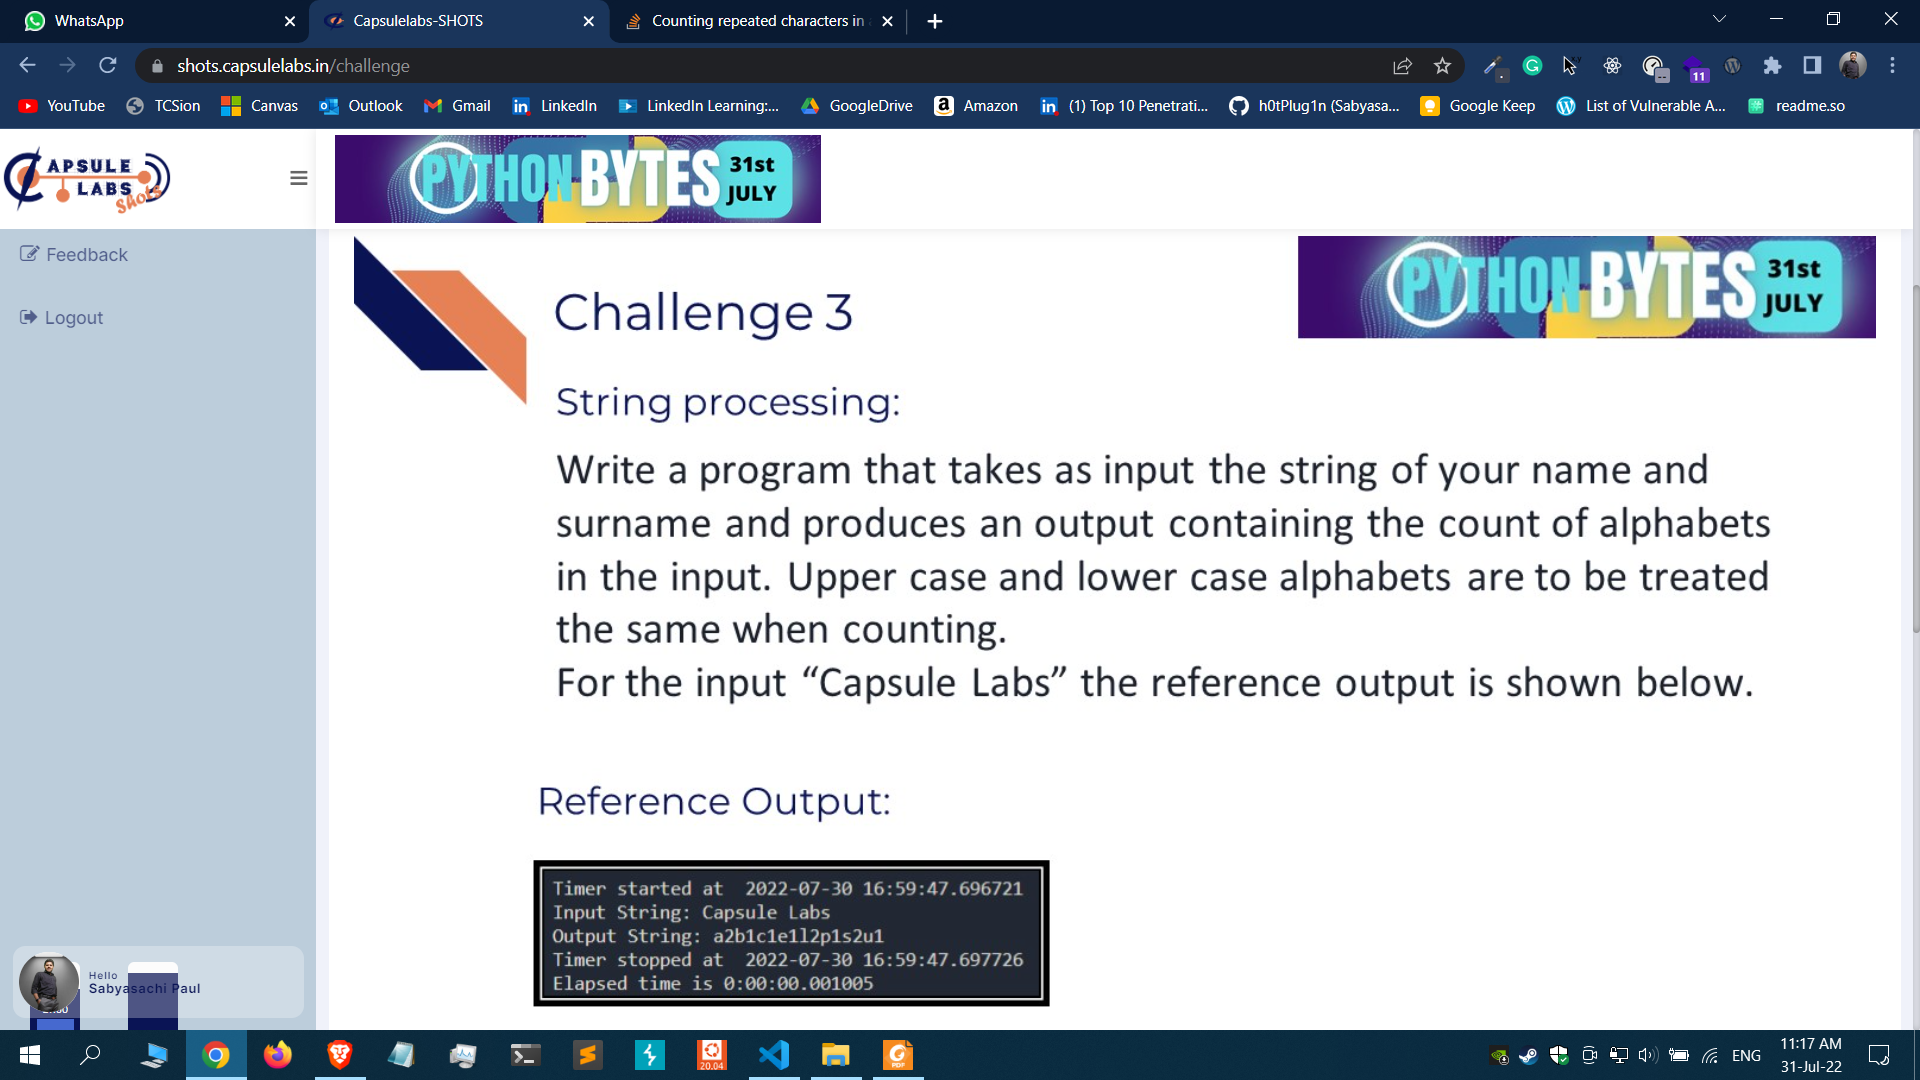 WhatsApp
Capsulelabs-SHOTS
Counting repeated characters in
shots.capsulelabs.in/challenge
11
YouTube
TCSion
Canvas
Outlook
Gmail
LinkedIn
LinkedIn Learning:...
GoogleDrive
Amazon
(1) Top 10 Penetrati...
h0tPlug1n (Sabyasa...
Google Keep
List of Vulnerable A...
readme.so
APSULE
LABS
Shots
PYTHON BYTES 31st
JULY
Feedback
Logout
PYTHON BYTES 31st
JULY
Challenge 3
String processing:
Write a program that takes as input the string of your name and
surname and produces an output containing the count of alphabets
in the input. Upper case and lower case alphabets are to be treated
the same when counting.
For the input “Capsule Labs” the reference output is shown below.
Reference Output:
Timer started at  2022-07-30 16:59:47.696721
Input String: Capsule Labs
Output String: a2b1c1e1l2p1s2u1
Timer stopped at  2022-07-30 16:59:47.697726
Elapsed time is 0:00:00.001005
Hello
Sabyasachi Paul
20.04
PDF
ENG
11:17 AM
31-Jul-22